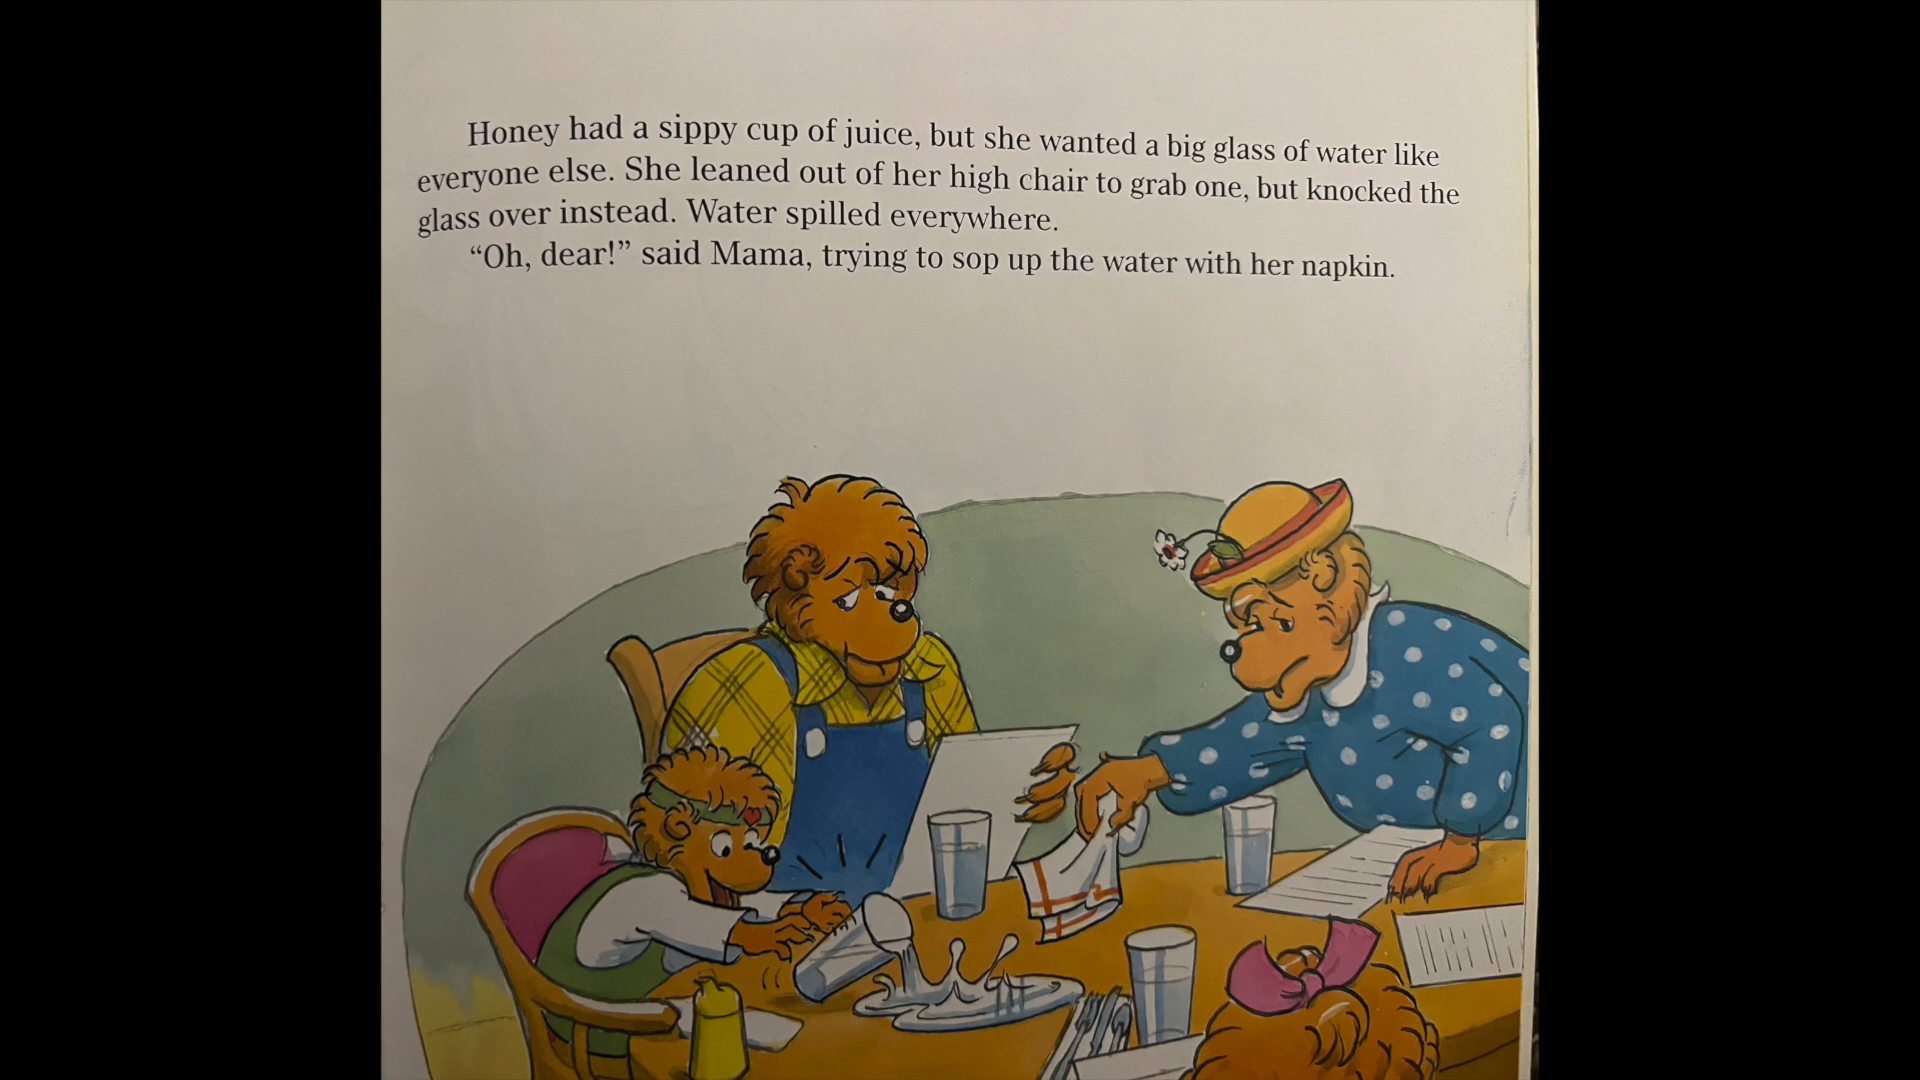 Honey had a sippy cup of juice, but she wanted a big glass of water like
everyone else. She leaned out of her high chair to grab one, but knocked the
glass over instead. Water spilled everywhere.
“Oh, dear!” said Mama, trying to sop up the water with her napkin.